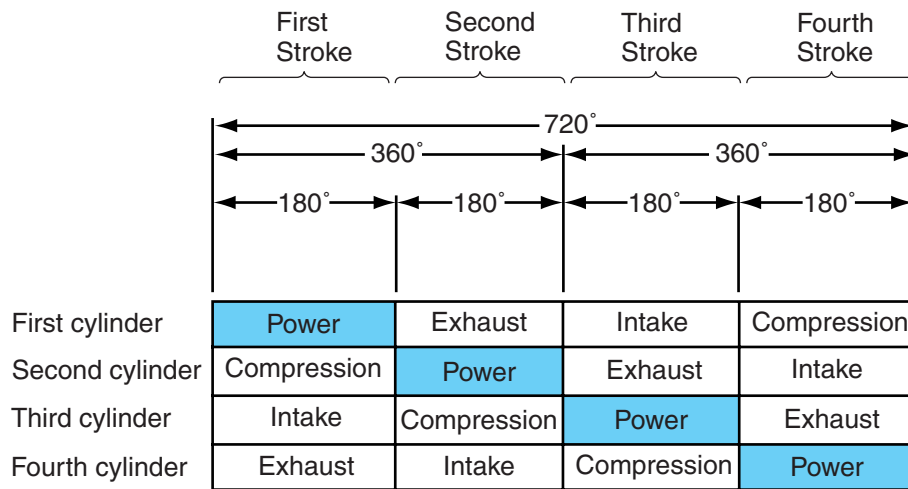 First Second Third Fourth
Stroke Stroke Stroke Stroke
720°
360° 360°
180° 180° 180° 180°
First cylinder Power Exhaust Intake Compression
Second cylinder Compression Power Exhaust Intake
Third cylinder Intake Compression Power Exhaust
Fourth cylinder Exhaust Intake Compression Power